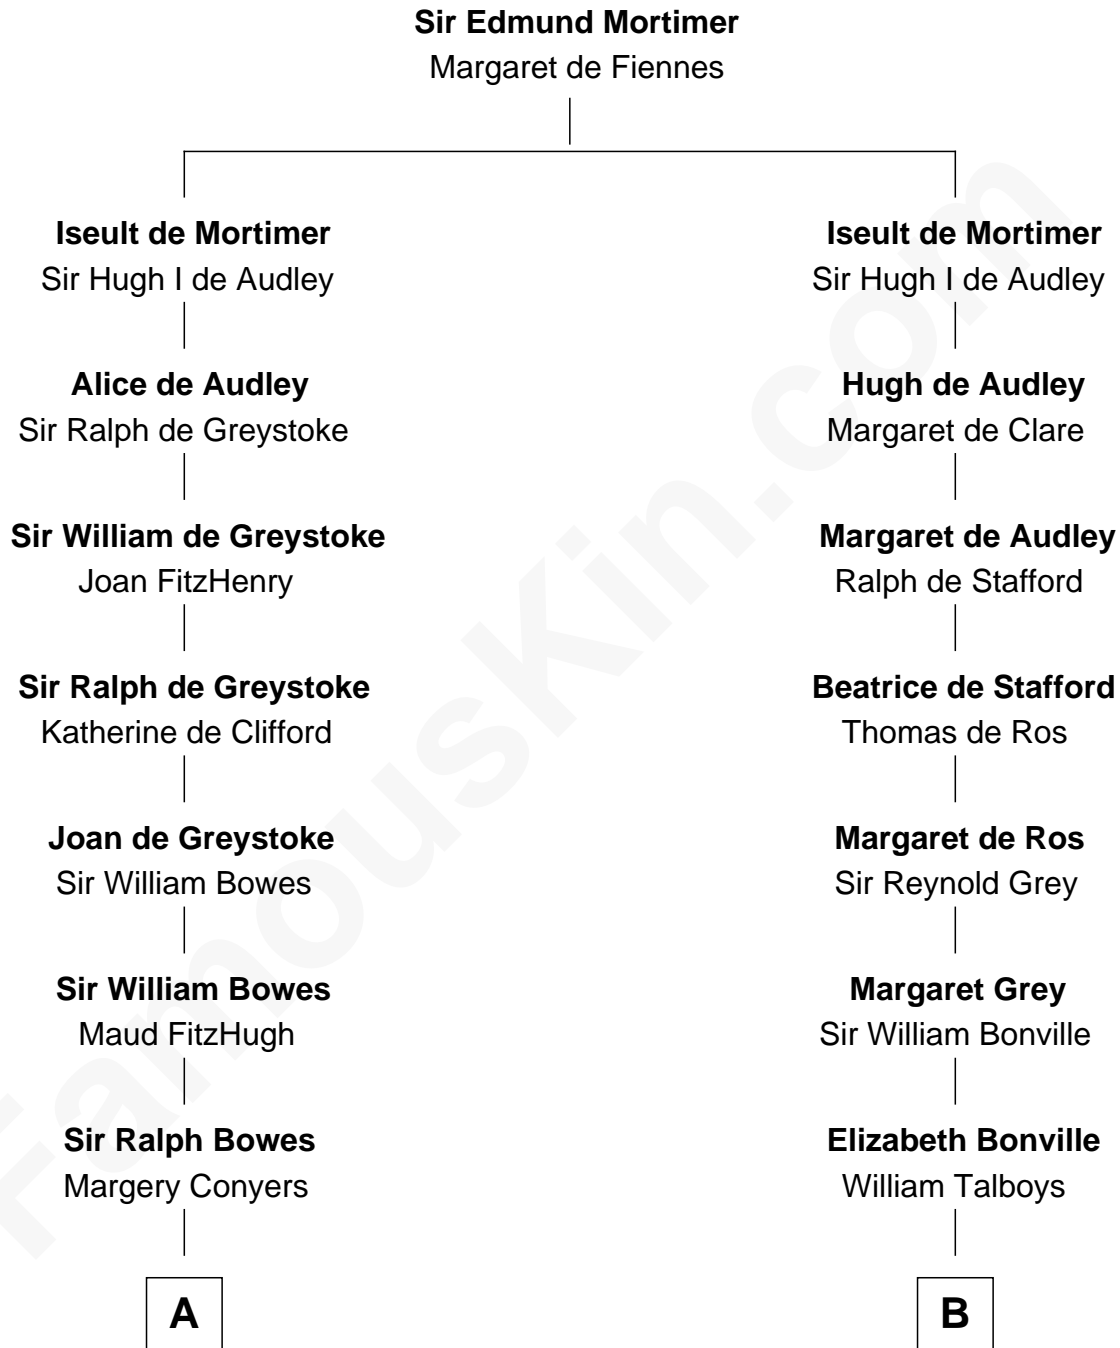 Sir Edmund Mortimer
Margaret de Fiennes
Iseult de Mortimer
Sir Hugh I de Audley
Iseult de Mortimer
Sir Hugh I de Audley
Alice de Audley
Sir Ralph de Greystoke
Hugh de Audley
Margaret de Clare
Sir William de Greystoke
Joan FitzHenry
Margaret de Audley
Ralph de Stafford
Sir Ralph de Greystoke
Katherine de Clifford
Beatrice de Stafford
Thomas de Ros
Joan de Greystoke
Sir William Bowes
Margaret de Ros
Sir Reynold Grey
Sir William Bowes
Maud FitzHugh
Margaret Grey
Sir William Bonville
Sir Ralph Bowes
Margery Conyers
Elizabeth Bonville
William Talboys
A
B
FamousKin.com